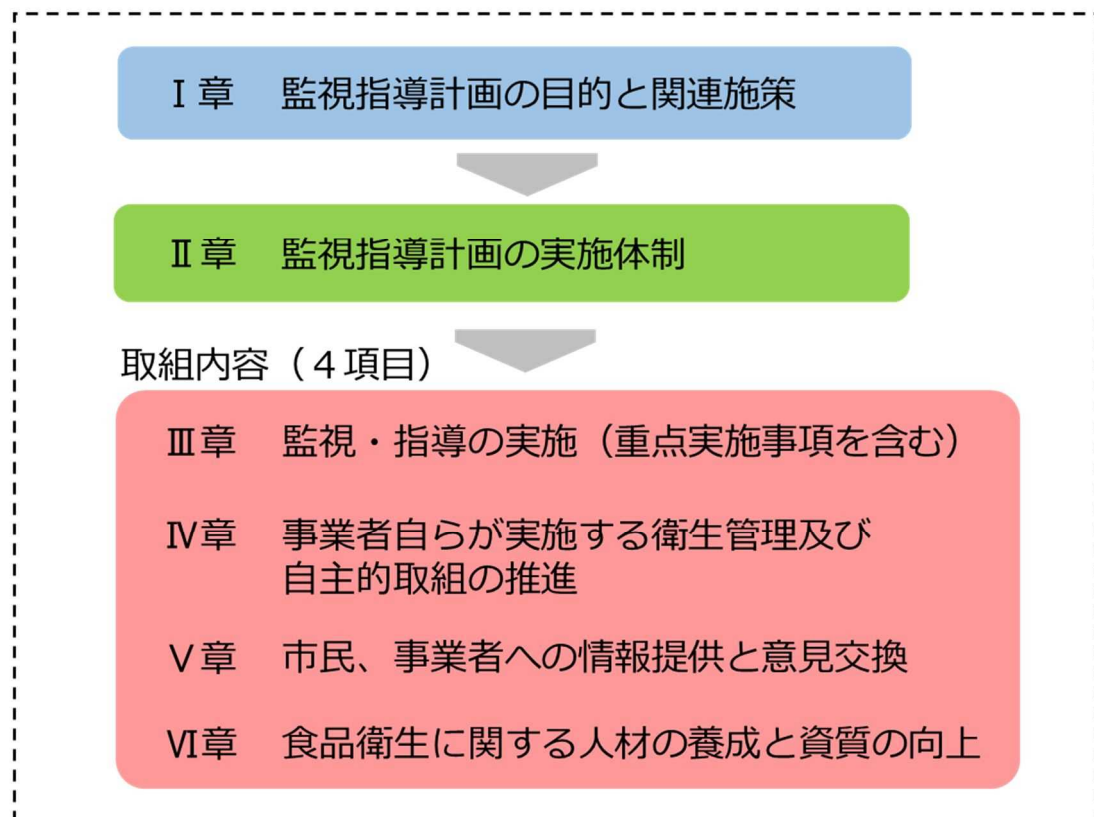 Ⅰ章 監視指導計画の目的と関連施策
Ⅱ章 監視指導計画の実施体制
取組内容（４項目）
Ⅲ章 監視・指導の実施（重点実施事項を含む）
Ⅳ章 事業者自らが実施する衛生管理及び
自主的取組の推進
Ⅴ章 市民、事業者への情報提供と意見交換
Ⅵ章 食品衛生に関する人材の養成と資質の向上